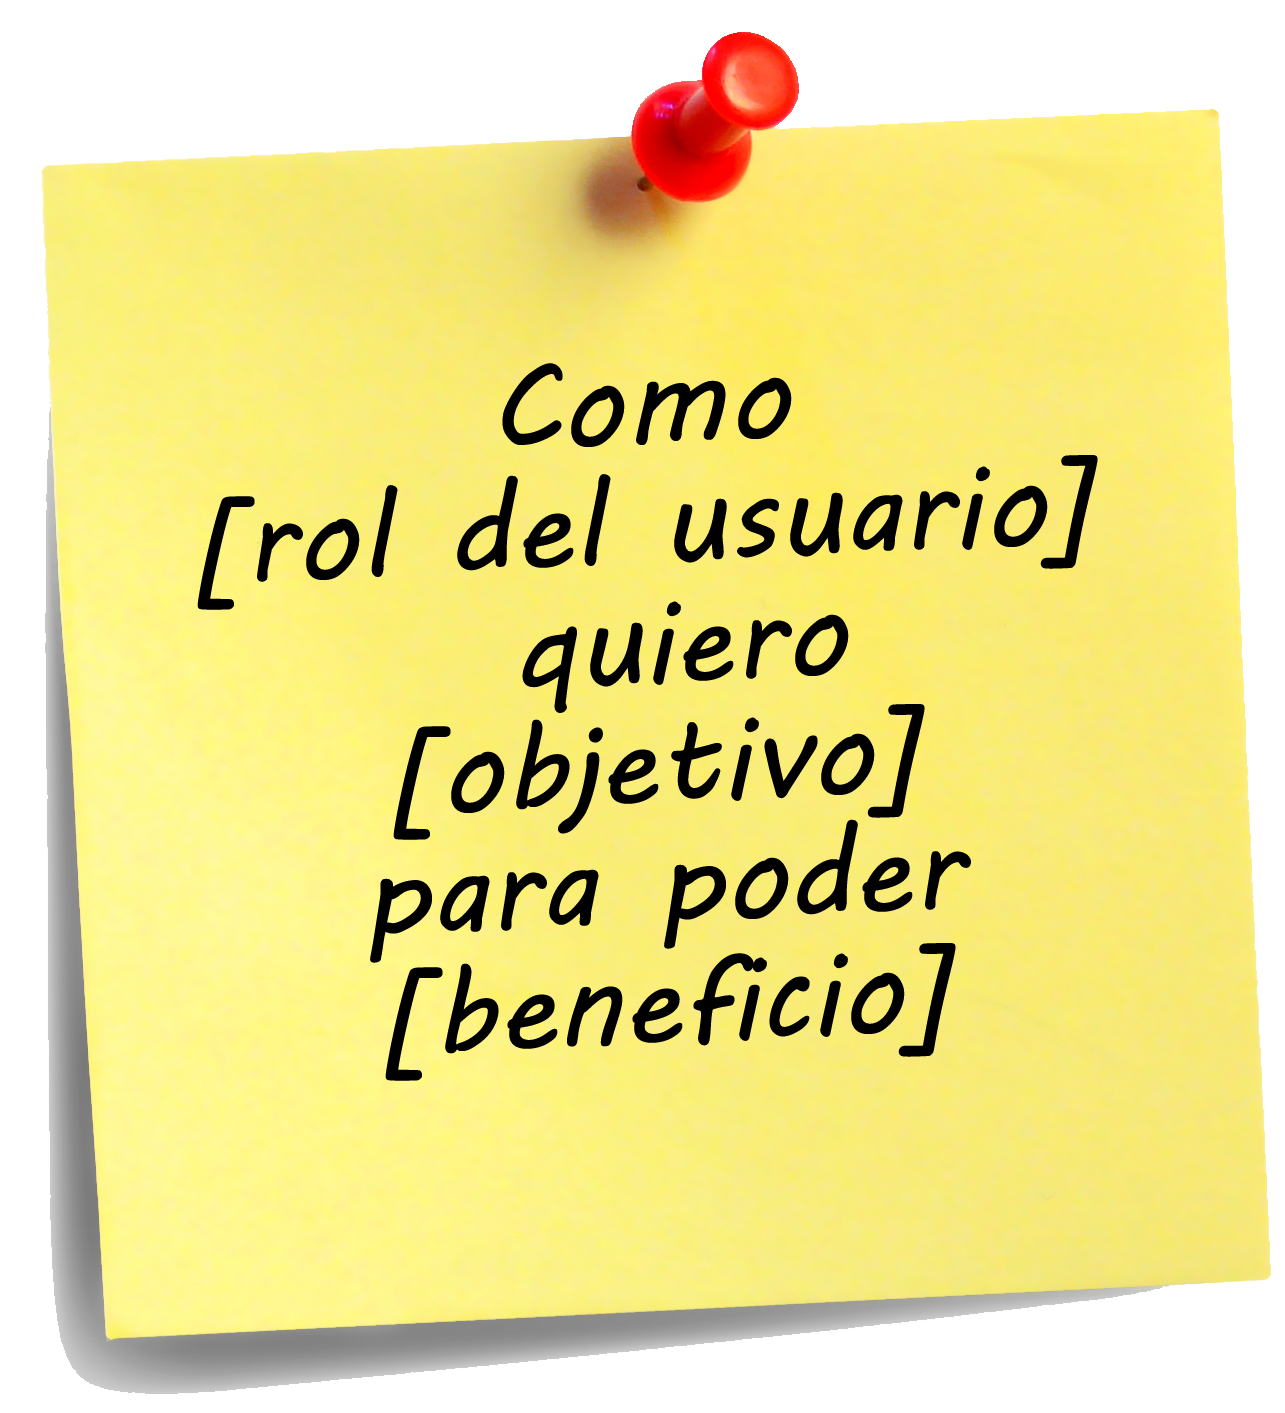 Como
[rol del usuario]
quiero
[objetivo]
para poder
[beneficio]